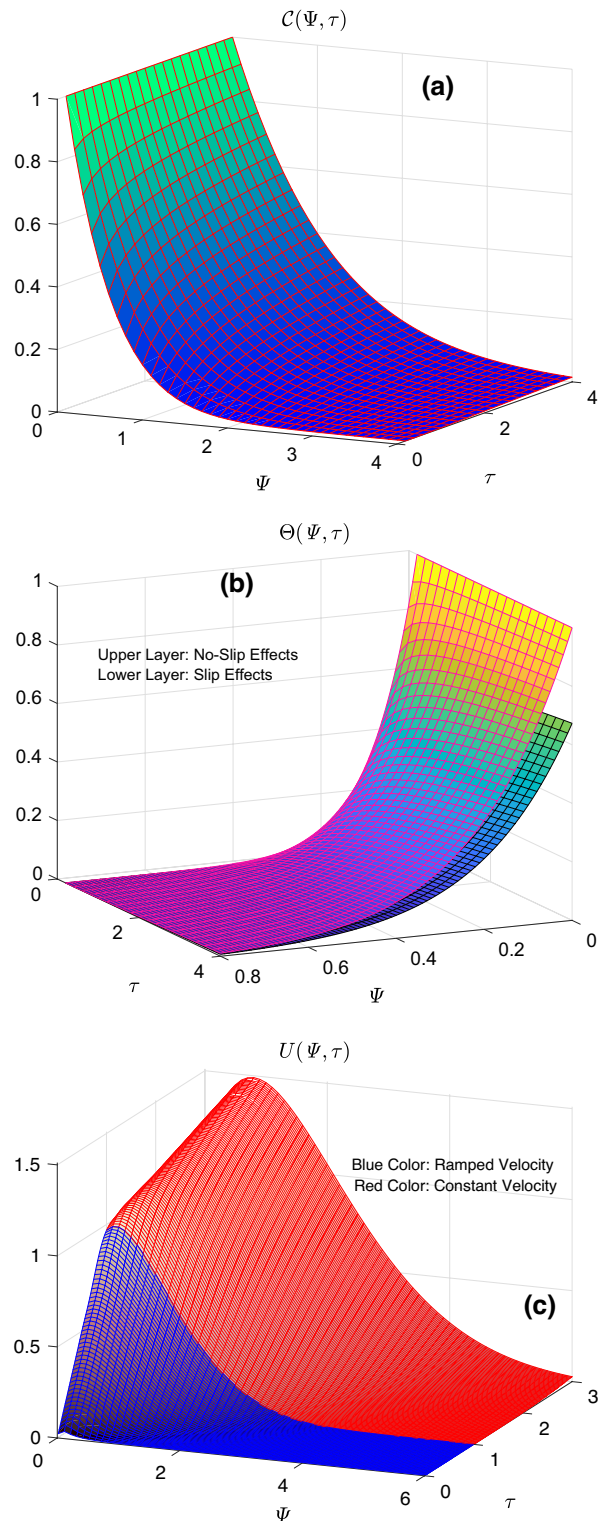 C(Ψ, τ)
(a)
1
0.8
0.6
0.4
0.2
0
0
1
2
3
4
0
2
4
Ψ
τ
Θ(Ψ, τ)
(b)
1
0.8
0.6
0.4
0.2
0
Upper Layer: No-Slip Effects
Lower Layer: Slip Effects
0
2
4
0.8
0.6
0.4
0.2
0
τ
Ψ
U(Ψ, τ)
1.5
1
0.5
0
Blue Color: Ramped Velocity
Red Color: Constant Velocity
(c)
0
2
4
6
0
1
2
3
Ψ
τ